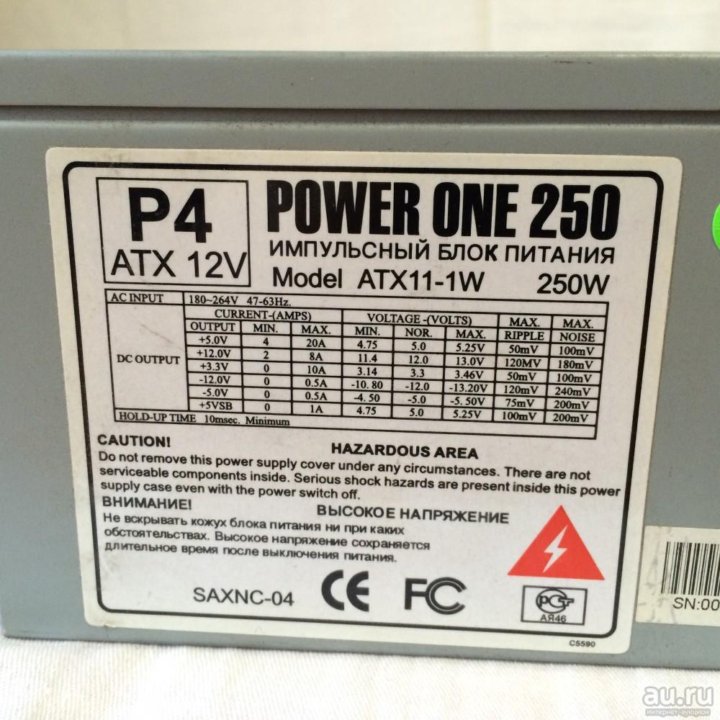 P4
ATX 12V
POWER ONE 250
ИМПУЛЬСНЫЙ БЛОК ПИТАНИЯ
Model ATX11-1W 250W
AC INPUT 180~264V 47-63Hz.
DC OUTPUT
CURRENT-(AMPS) VOLTAGE-(VOLTS) MAX. MAX.
OUTPUT MIN. MAX. MIN. NOR. MAX. RIPPLE NOISE
+5.0V 4 20A 4.75 5.0 5.25V 50mV 100mV
+12.0V 2 8A 11.4 12.0 13.0V 120MV 180mV
+3.3V 0 10A 3.14 3.3 3.46V 50mV 100mV
-12.0V 0 0.5A -10.80 -12.0 -13.20V 120mV 240mV
-5.0V 0 0.5A -4.50 -5.0 -5.50V 75mV 200mV
+5VSB 0 1A 4.75 5.0 5.25V 100mV 200mV
HOLD-UP TIME 10msec. Minimum
CAUTION! HAZARDOUS AREA
Do not remove this power supply cover under any circumstances. There are not
serviceable components inside. Serious shock hazards are present inside this power
supply case even with the power switch off.
ВНИМАНИЕ! ВЫСОКОЕ НАПРЯЖЕНИЕ
Не вскрывать кожух блока питания ни при каких
обстоятельствах. Высокое напряжение сохраняется
длительное время после выключения питания.
SAXNC-04 CE FC
РСТ
АЯ46
CS590
SN:00
au.ru
интернет-аукцион